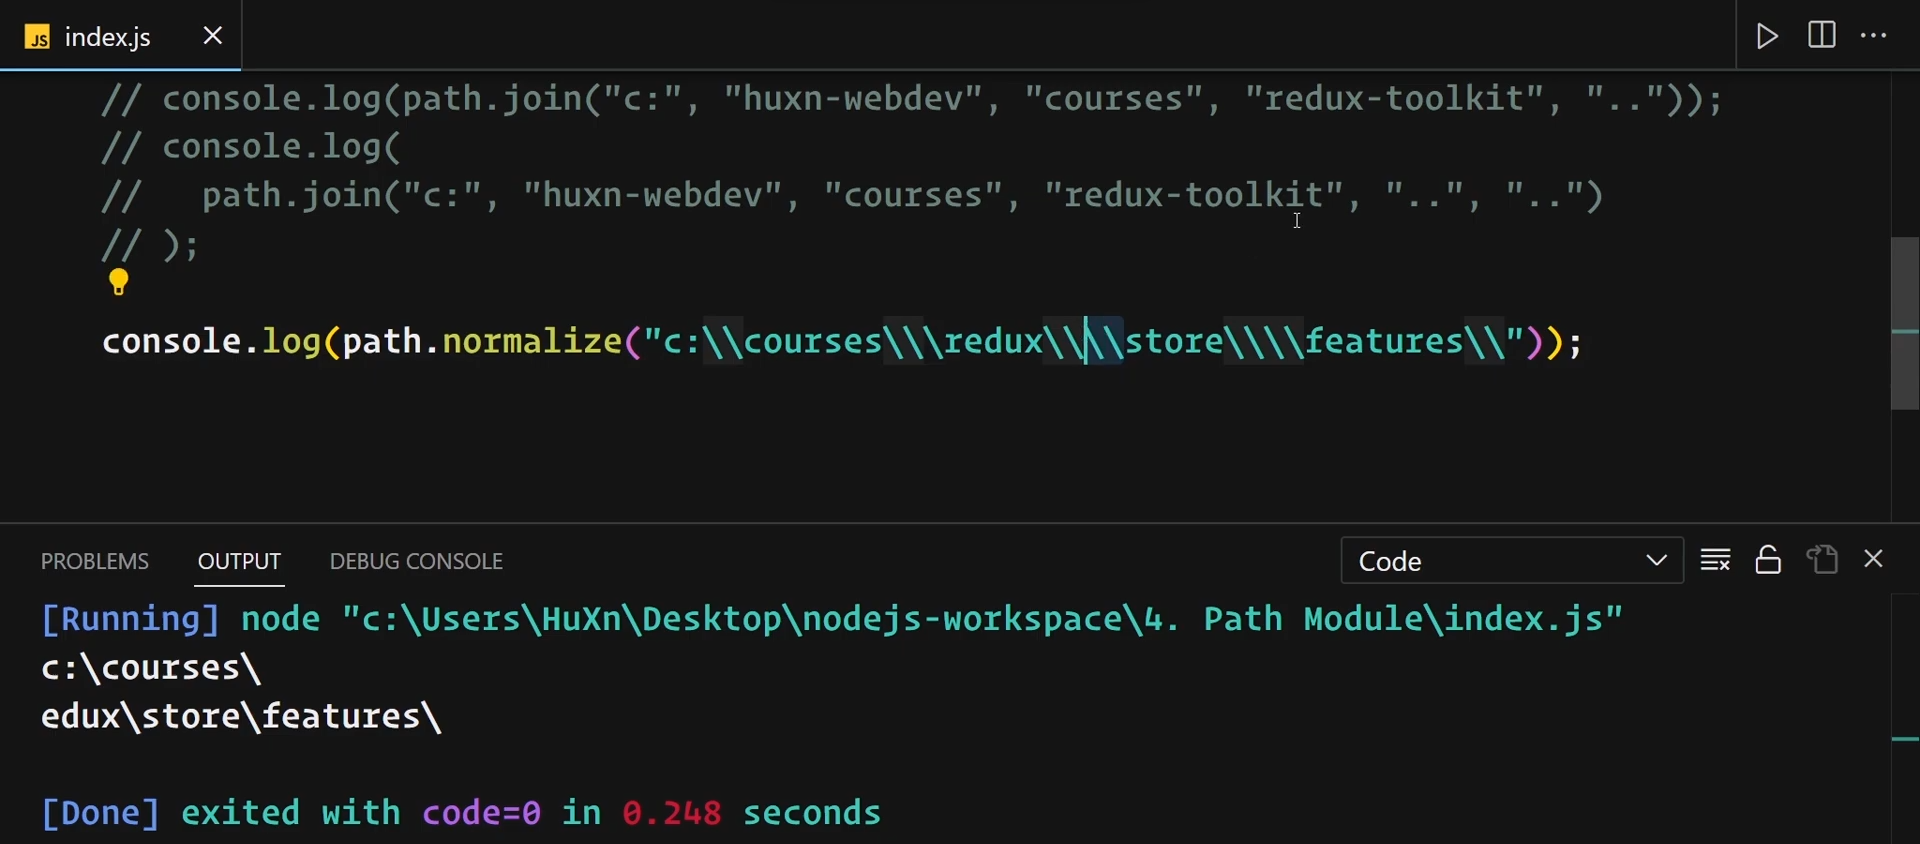 JS index.js
// console.log(path.join("c:", "huxn-webdev", "courses", "redux-toolkit", ".."));
// console.log(
//   path.join("c:", "huxn-webdev", "courses", "redux-toolkit", "..", "..")
// );
console.log(path.normalize("c:\\courses\\\redux\\\\store\\\\features\\"));
PROBLEMS OUTPUT DEBUG CONSOLE Code
[Running] node "c:\Users\HuXn\Desktop\nodejs-workspace\4. Path Module\index.js"
c:\courses\
edux\store\features\
[Done] exited with code=0 in 0.248 seconds